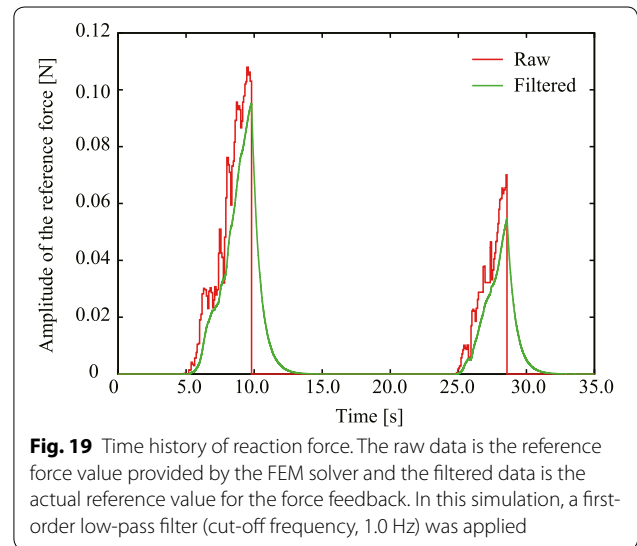 0.12
0.10
0.08
0.06
0.04
0.02
0
Amplitude of the reference force [N]
Raw
Filtered
0 5.0 10.0 15.0 20.0 25.0 30.0 35.0
Time [s]
Fig. 19 Time history of reaction force. The raw data is the reference
force value provided by the FEM solver and the filtered data is the
actual reference value for the force feedback. In this simulation, a first-
order low-pass filter (cut-off frequency, 1.0 Hz) was applied